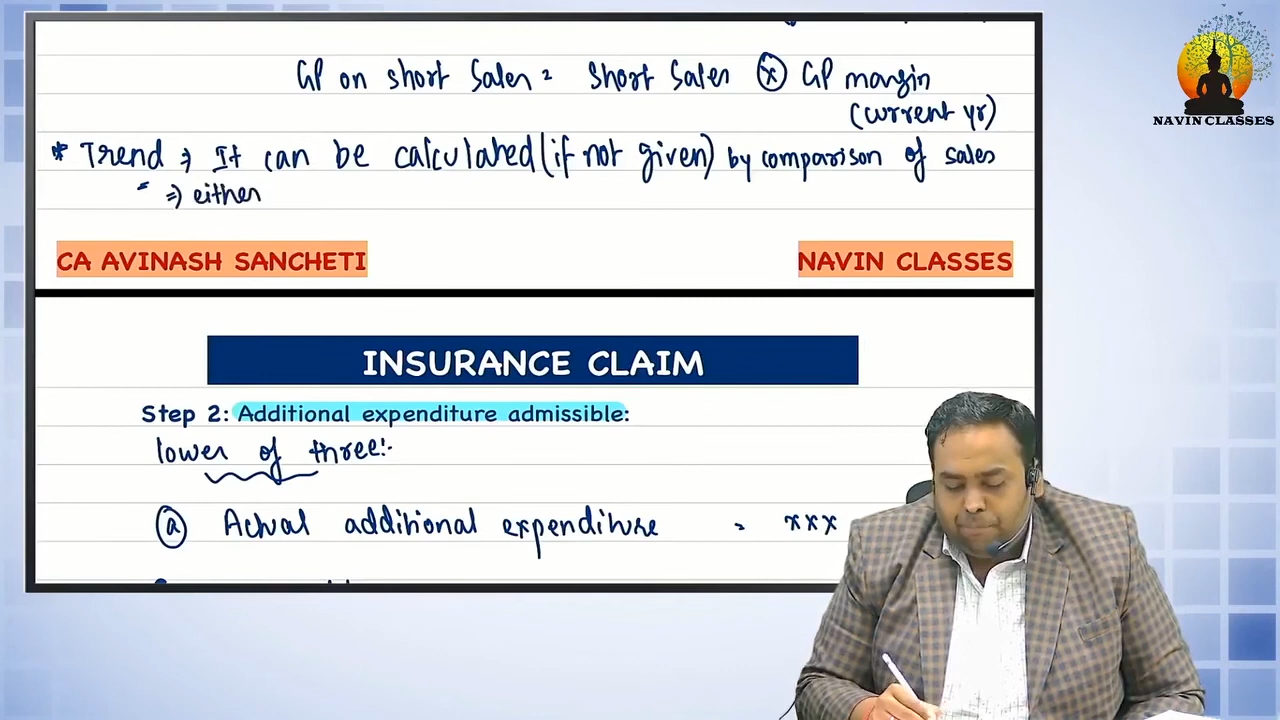 GP on short sales = short sales ⊗ GP margin
(current yr)
* Trend ⇒ It can be calculated (if not given) by comparison of sales
⇒ either
CA AVINASH SANCHETI
NAVIN CLASSES
INSURANCE CLAIM
Step 2: Additional expenditure admissible:
lower of three:-
(a) Actual additional expenditure = xxx
NAVIN CLASSES